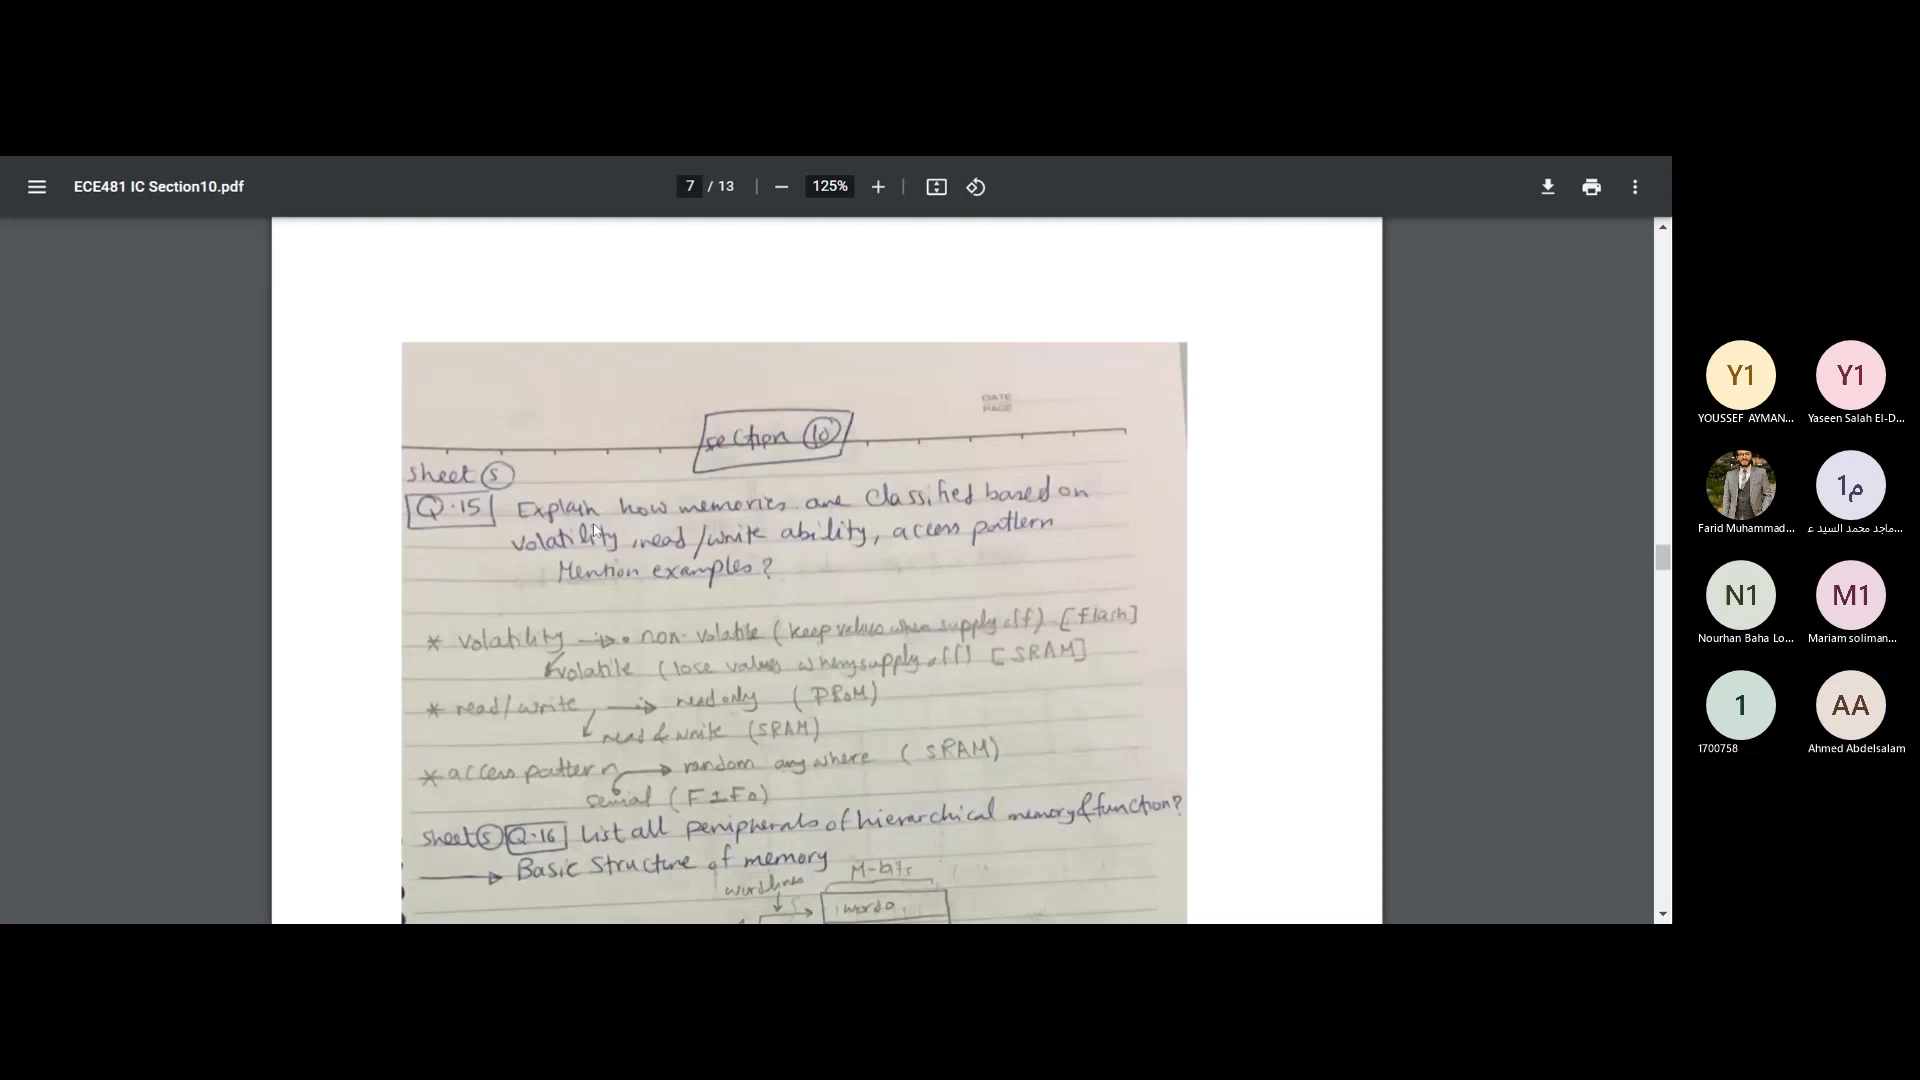 ECE481 IC Section10.pdf
7 / 13
125%
DATE
PAGE
section 10
sheet 5
Q.15 Explain how memories are classified based on
volatility, read/write ability, access pattern
Mention examples?
* volatility → non-volatile (keep values when supply off) [flash]
volatile (lose values when supply off) [SRAM]
* read/write → read only (PROM)
read & write (SRAM)
* access pattern → random any where (SRAM)
serial (FIFO)
sheet 5 Q.16 List all peripherals of hierarchical memory & function?
→ Basic Structure of memory
wordlines M-bits
word 0
Y1
Y1
YOUSSEF AYMAN...
Yaseen Salah El-D...
1م
Farid Muhammad...
ماجد محمد السيد ع...
N1
M1
Nourhan Baha Lo...
Mariam soliman...
1
AA
1700758
Ahmed Abdelsalam